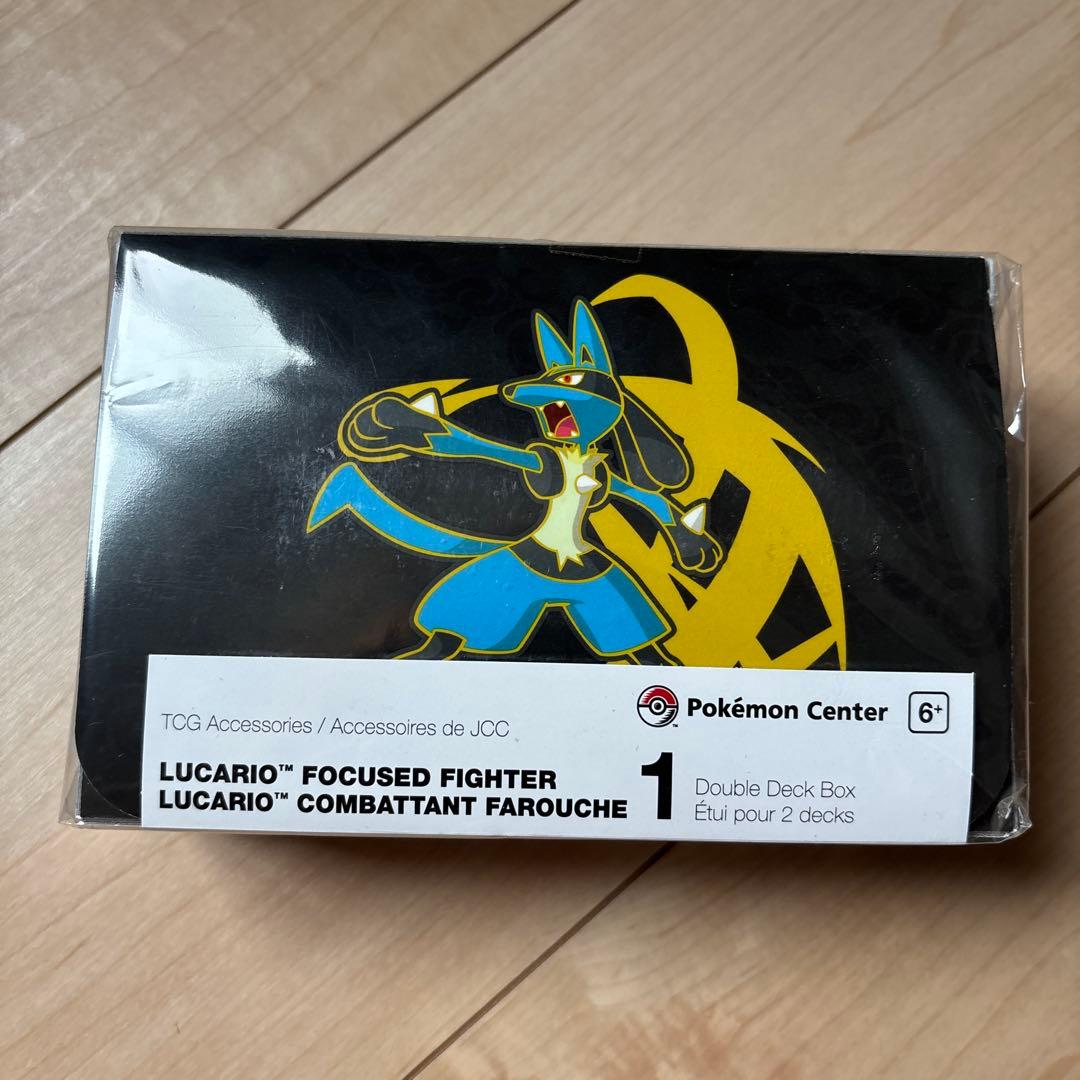 TCG Accessories / Accessoires de JCC
Pokémon Center
6+
LUCARIO™ FOCUSED FIGHTER
LUCARIO™ COMBATTANT FAROUCHE
1
Double Deck Box
Étui pour 2 decks